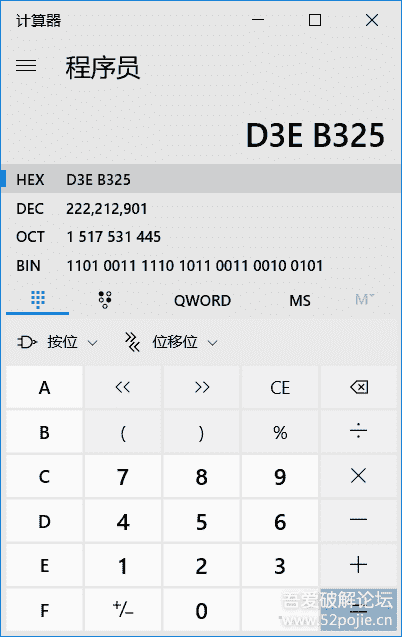 计算器
程序员
D3E B325
HEX D3E B325
DEC 222,212,901
OCT 1 517 531 445
BIN 1101 0011 1110 1011 0011 0010 0101
QWORD MS M
按位 位移位
A << >> CE
B ( ) % ÷
C 7 8 9 ×
D 4 5 6 −
E 1 2 3 +
F +/− 0 . =
吾爱破解论坛
www.52pojie.cn